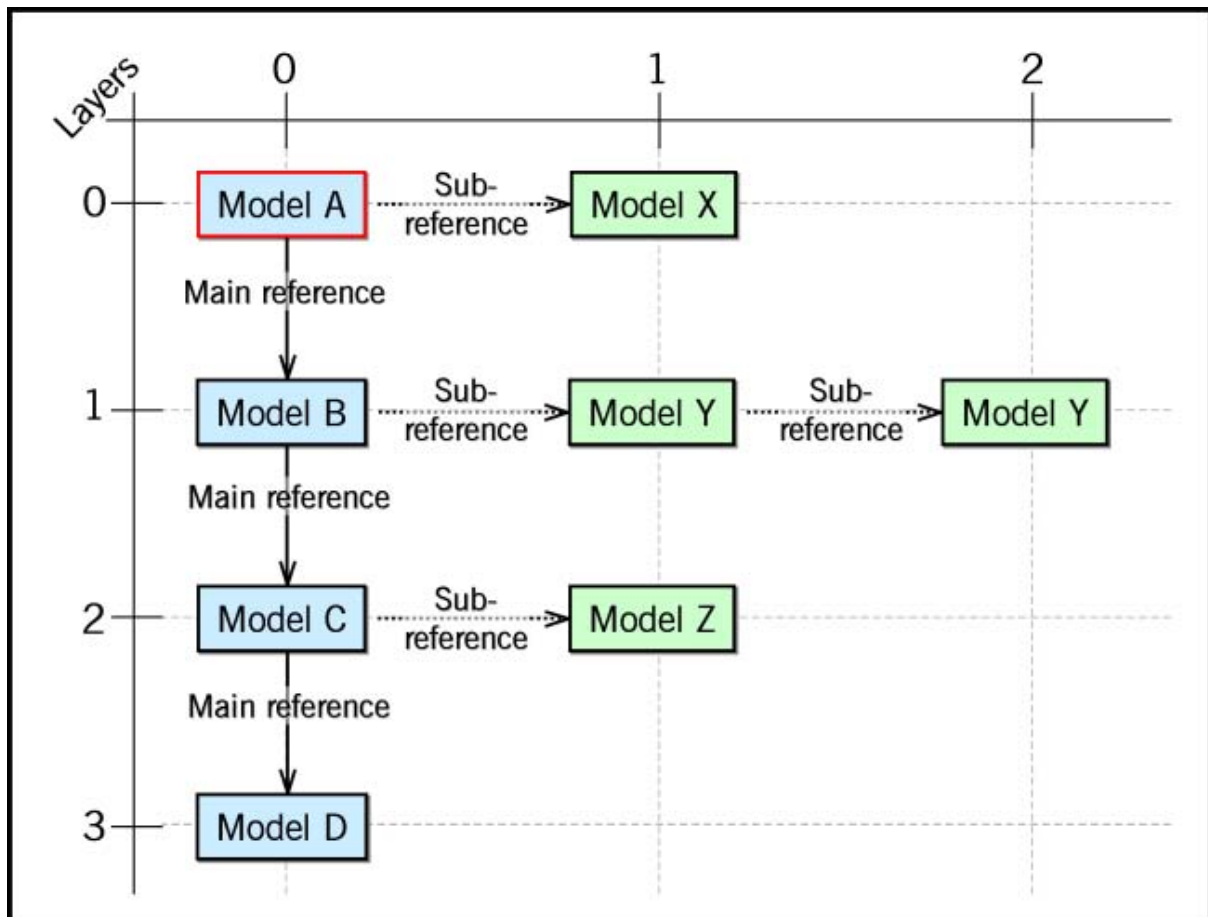 Layers
0
1
2
0
Model A
Sub-
reference
Model X
Main reference
1
Model B
Sub-
reference
Model Y
Sub-
reference
Model Y
Main reference
2
Model C
Sub-
reference
Model Z
Main reference
3
Model D